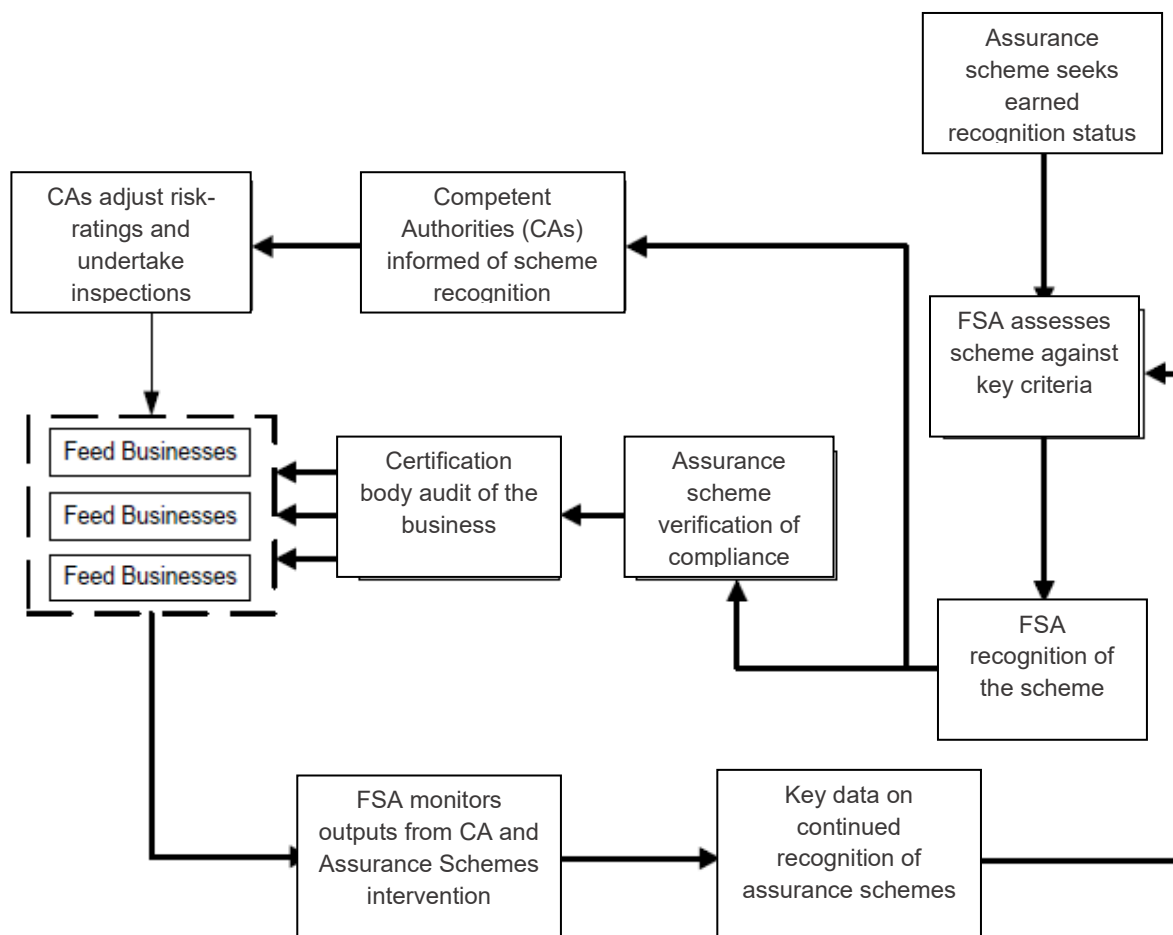 Assurance
scheme seeks
earned
recognition status
CAs adjust risk-
ratings and
undertake
inspections
Competent
Authorities (CAs)
informed of scheme
recognition
FSA assesses
scheme against
key criteria
Feed Businesses
Feed Businesses
Feed Businesses
Certification
body audit of the
business
Assurance
scheme
verification of
compliance
FSA
recognition of
the scheme
FSA monitors
outputs from CA and
Assurance Schemes
intervention
Key data on
continued
recognition of
assurance schemes